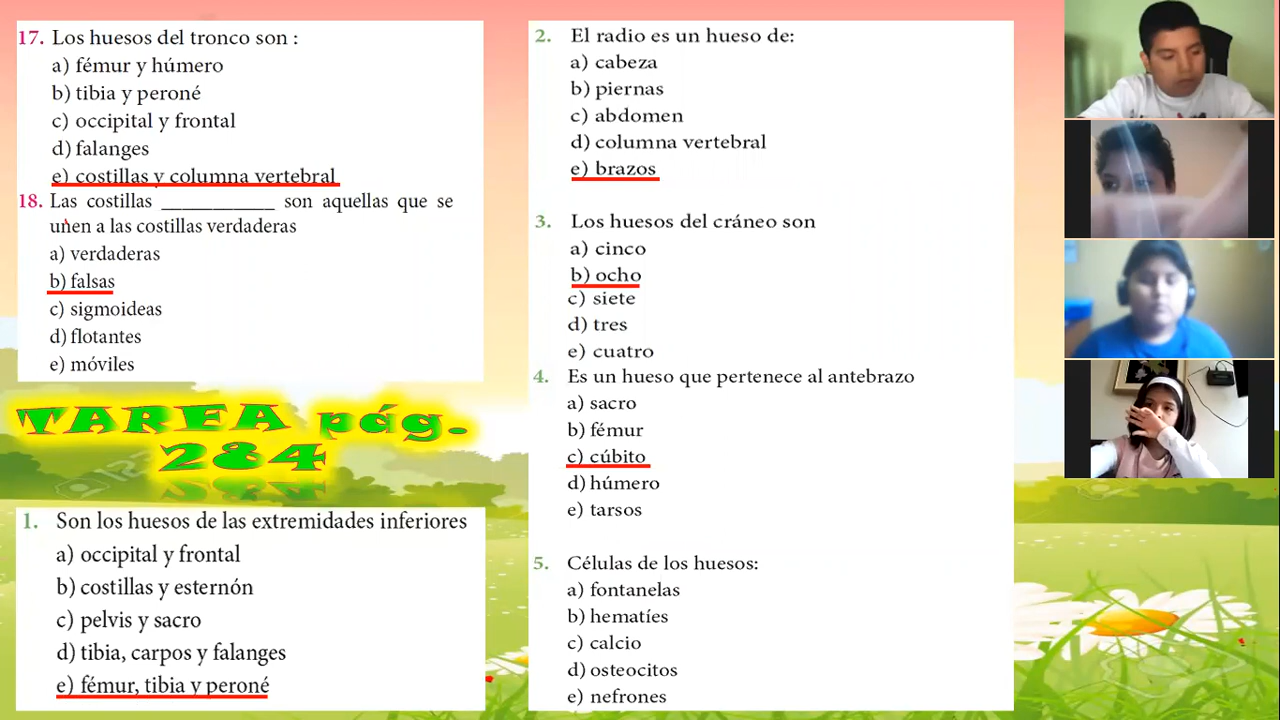 17. Los huesos del tronco son :
a) fémur y húmero
b) tibia y peroné
c) occipital y frontal
d) falanges
e) costillas y columna vertebral
18. Las costillas ___________ son aquellas que se
unen a las costillas verdaderas
a) verdaderas
b) falsas
c) sigmoideas
d) flotantes
e) móviles
TAREA pág.
284
1. Son los huesos de las extremidades inferiores
a) occipital y frontal
b) costillas y esternón
c) pelvis y sacro
d) tibia, carpos y falanges
e) fémur, tibia y peroné
2. El radio es un hueso de:
a) cabeza
b) piernas
c) abdomen
d) columna vertebral
e) brazos
3. Los huesos del cráneo son
a) cinco
b) ocho
c) siete
d) tres
e) cuatro
4. Es un hueso que pertenece al antebrazo
a) sacro
b) fémur
c) cúbito
d) húmero
e) tarsos
5. Células de los huesos:
a) fontanelas
b) hematíes
c) calcio
d) osteocitos
e) nefrones